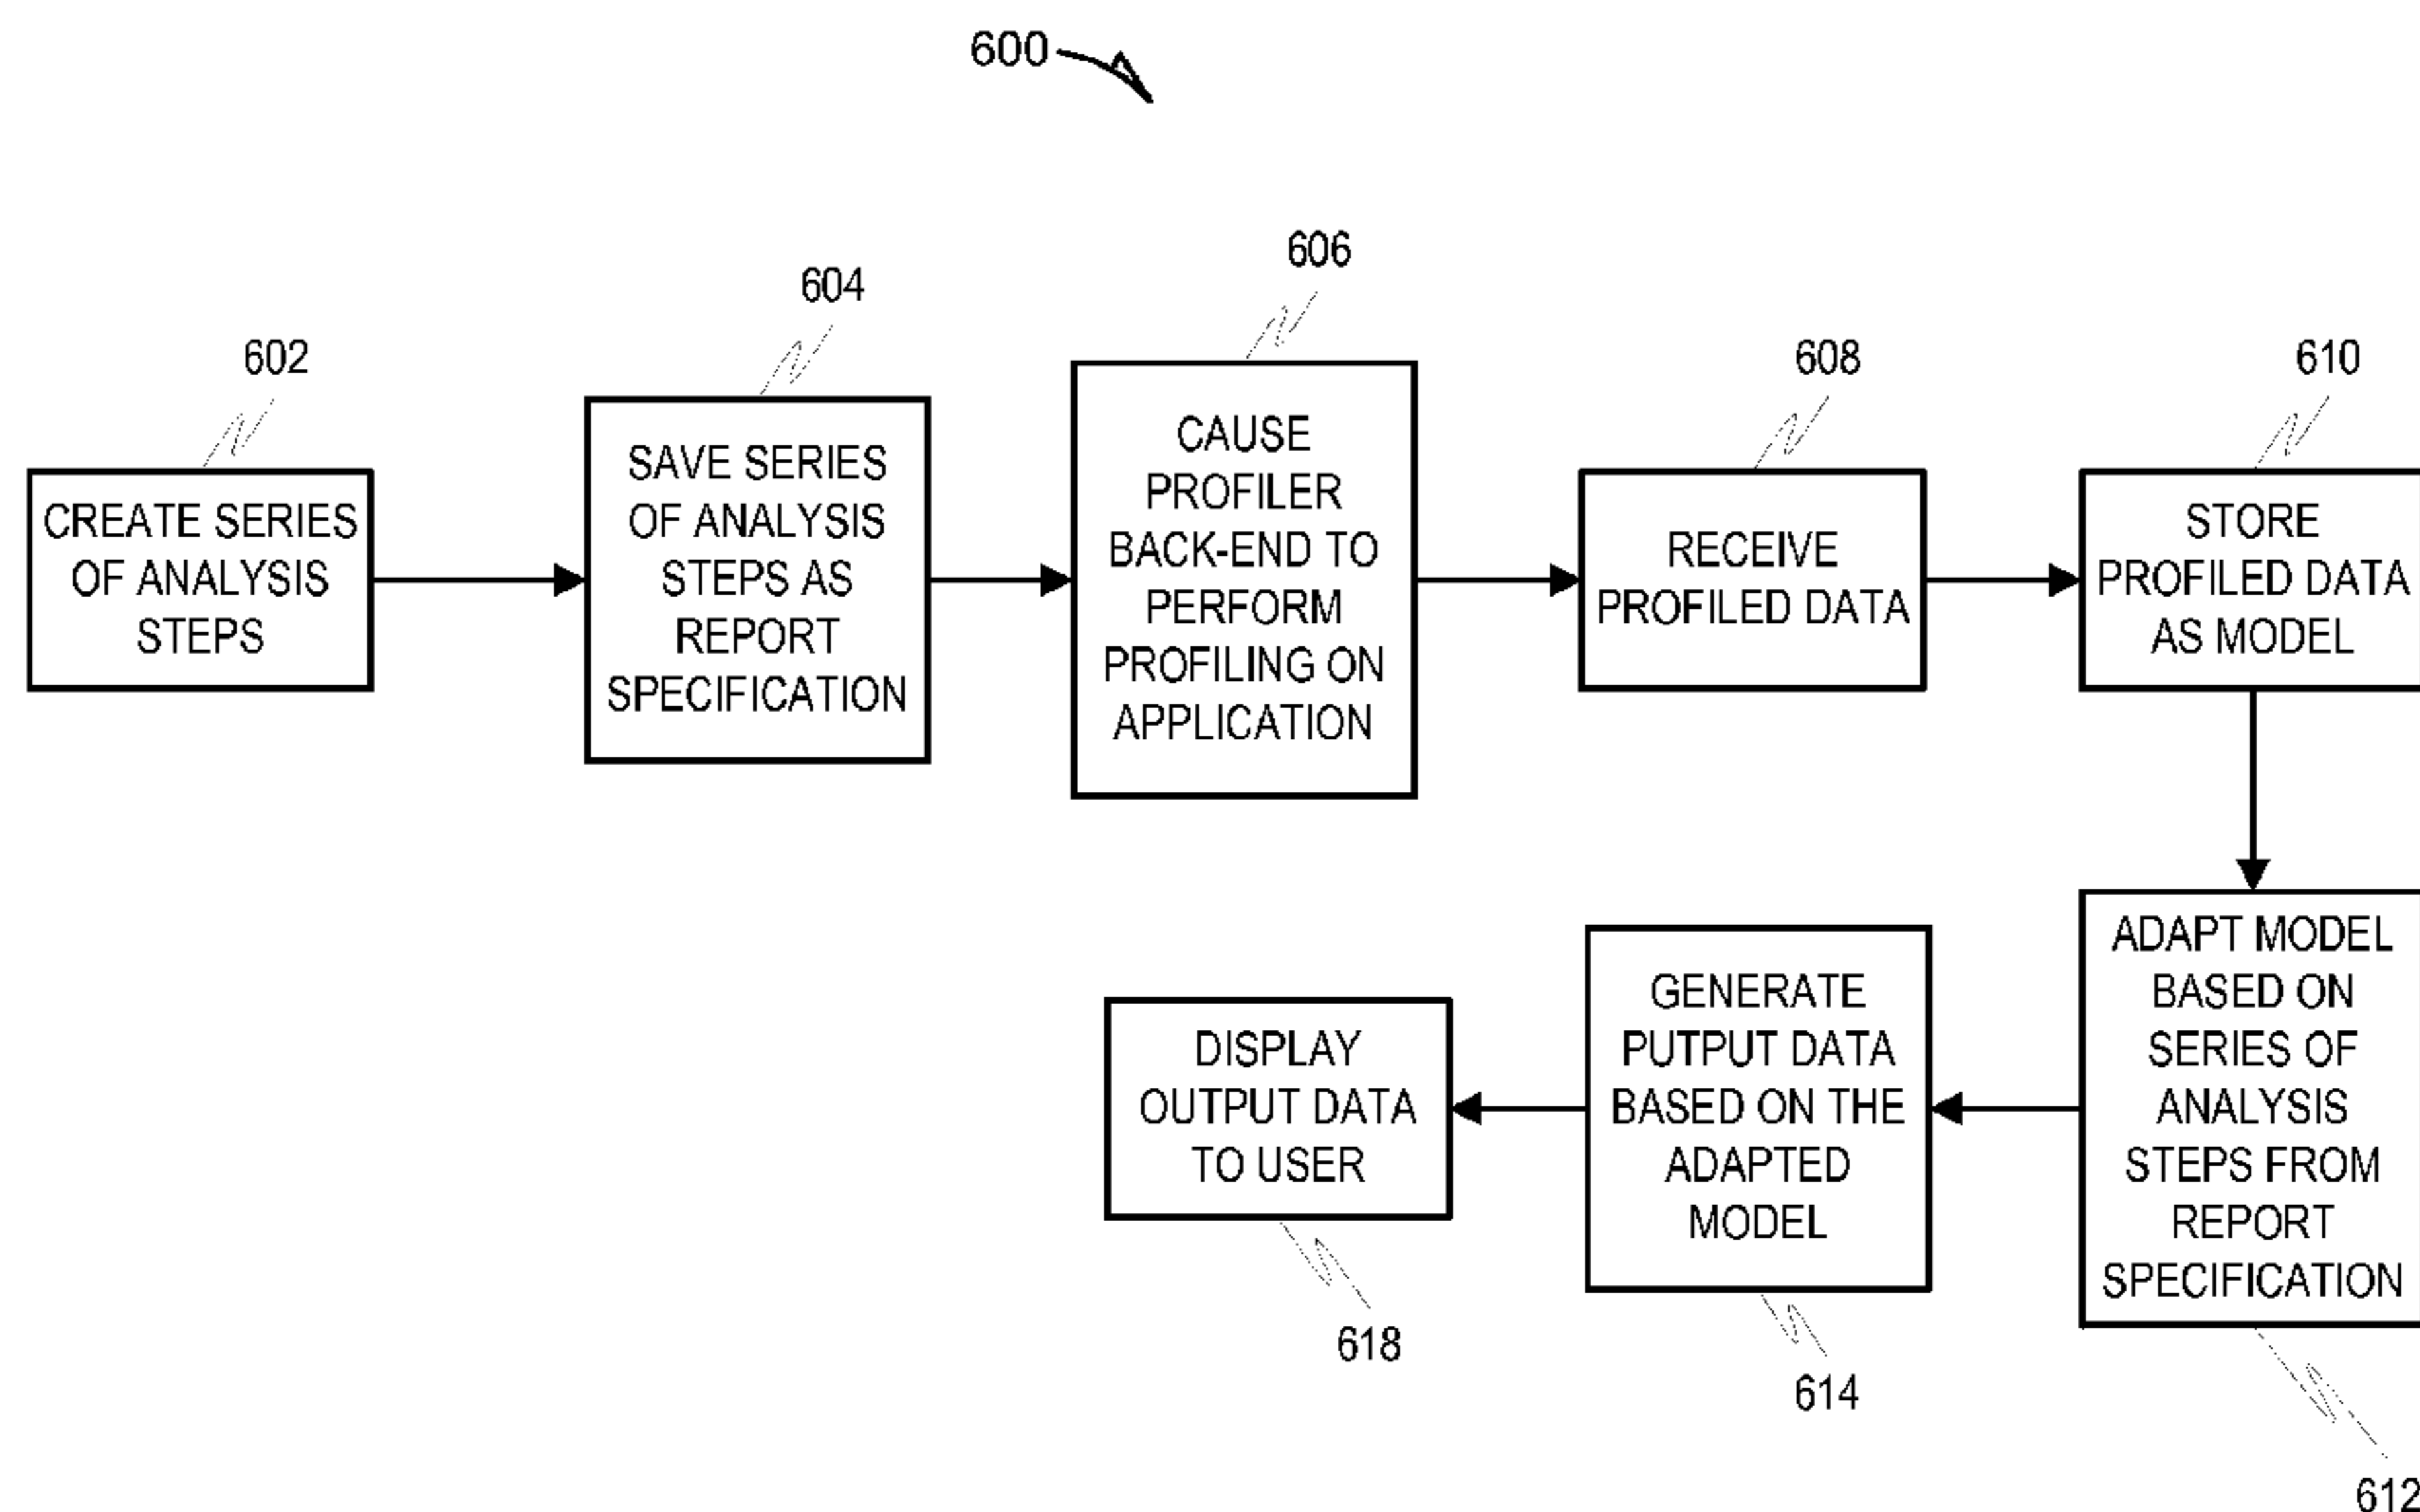 600
602
CREATE SERIES
OF ANALYSIS
STEPS
604
SAVE SERIES
OF ANALYSIS
STEPS AS
REPORT
SPECIFICATION
606
CAUSE
PROFILER
BACK-END TO
PERFORM
PROFILING ON
APPLICATION
608
RECEIVE
PROFILED DATA
610
STORE
PROFILED DATA
AS MODEL
ADAPT MODEL
BASED ON
SERIES OF
ANALYSIS
STEPS FROM
REPORT
SPECIFICATION
612
GENERATE
PUTPUT DATA
BASED ON THE
ADAPTED
MODEL
614
DISPLAY
OUTPUT DATA
TO USER
618